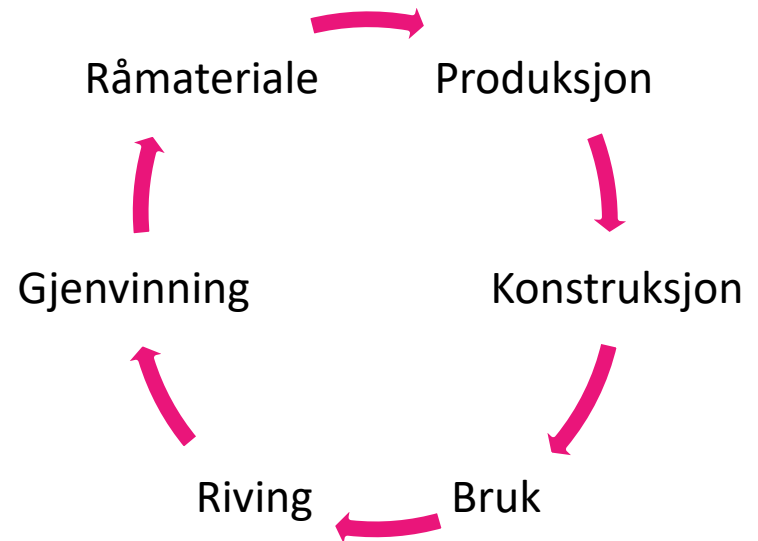 Råmateriale
Produksjon
Konstruksjon
Bruk
Riving
Gjenvinning